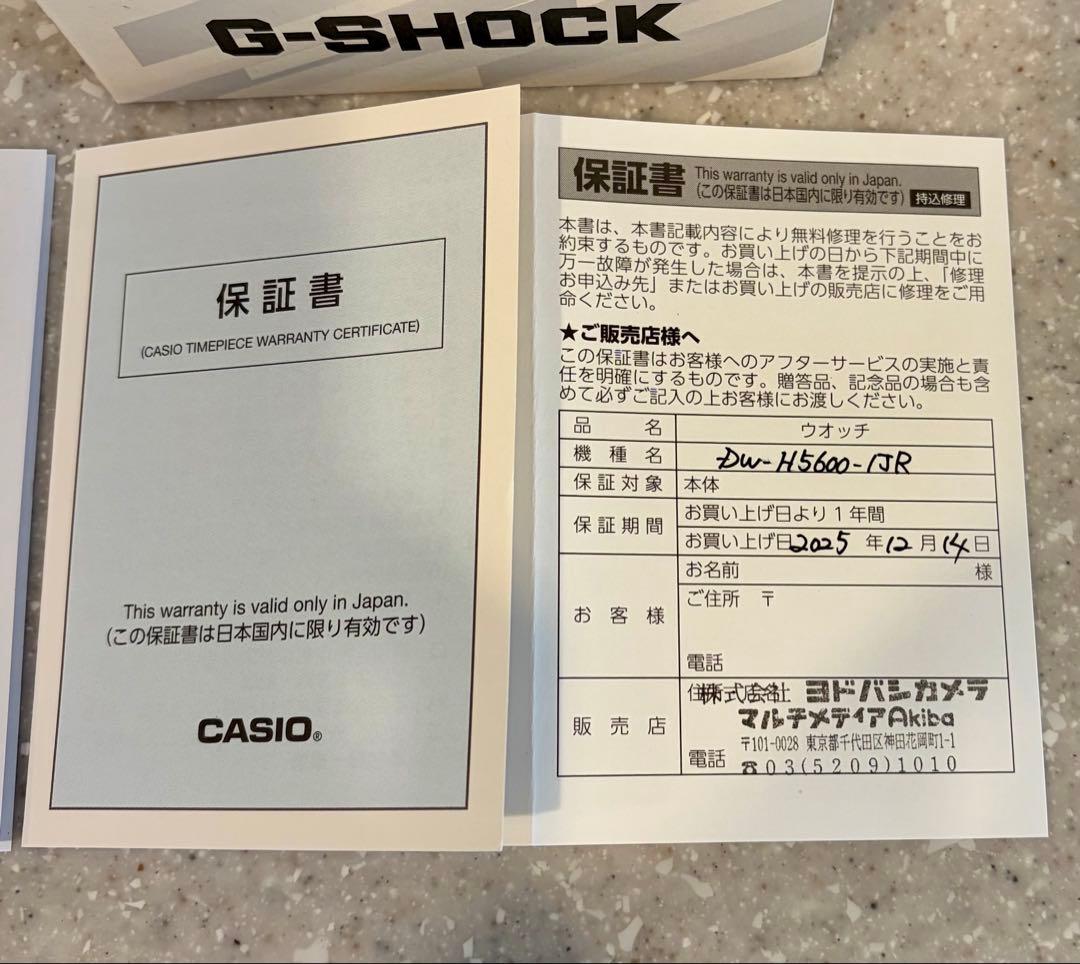 G-SHOCK
保証書
(CASIO TIMEPIECE WARRANTY CERTIFICATE)
This warranty is valid only in Japan.
(この保証書は日本国内に限り有効です)
CASIO®
保証書 This warranty is valid only in Japan.
(この保証書は日本国内に限り有効です) 持込修理
本書は、本書記載内容により無料修理を行うことをお
約束するものです。お買い上げの日から下記期間中に
万一故障が発生した場合は、本書を提示の上、「修理
お申込み先」またはお買い上げの販売店に修理をご用
命ください。
★ご販売店様へ
この保証書はお客様へのアフターサービスの実施と責
任を明確にするものです。贈答品、記念品の場合も含
めて必ずご記入の上お客様にお渡しください。
品名 ウオッチ
機種名 DW-H5600-1JR
保証対象 本体
保証期間 お買い上げ日より1年間
お買い上げ日2025年12月14日
お客様 お名前 様
ご住所 〒
電話
販売店 住 株式会社 ヨドバシカメラ
マルチメディアAkiba
〒101-0028 東京都千代田区神田花岡町1-1
電話 ☎03(5209)1010